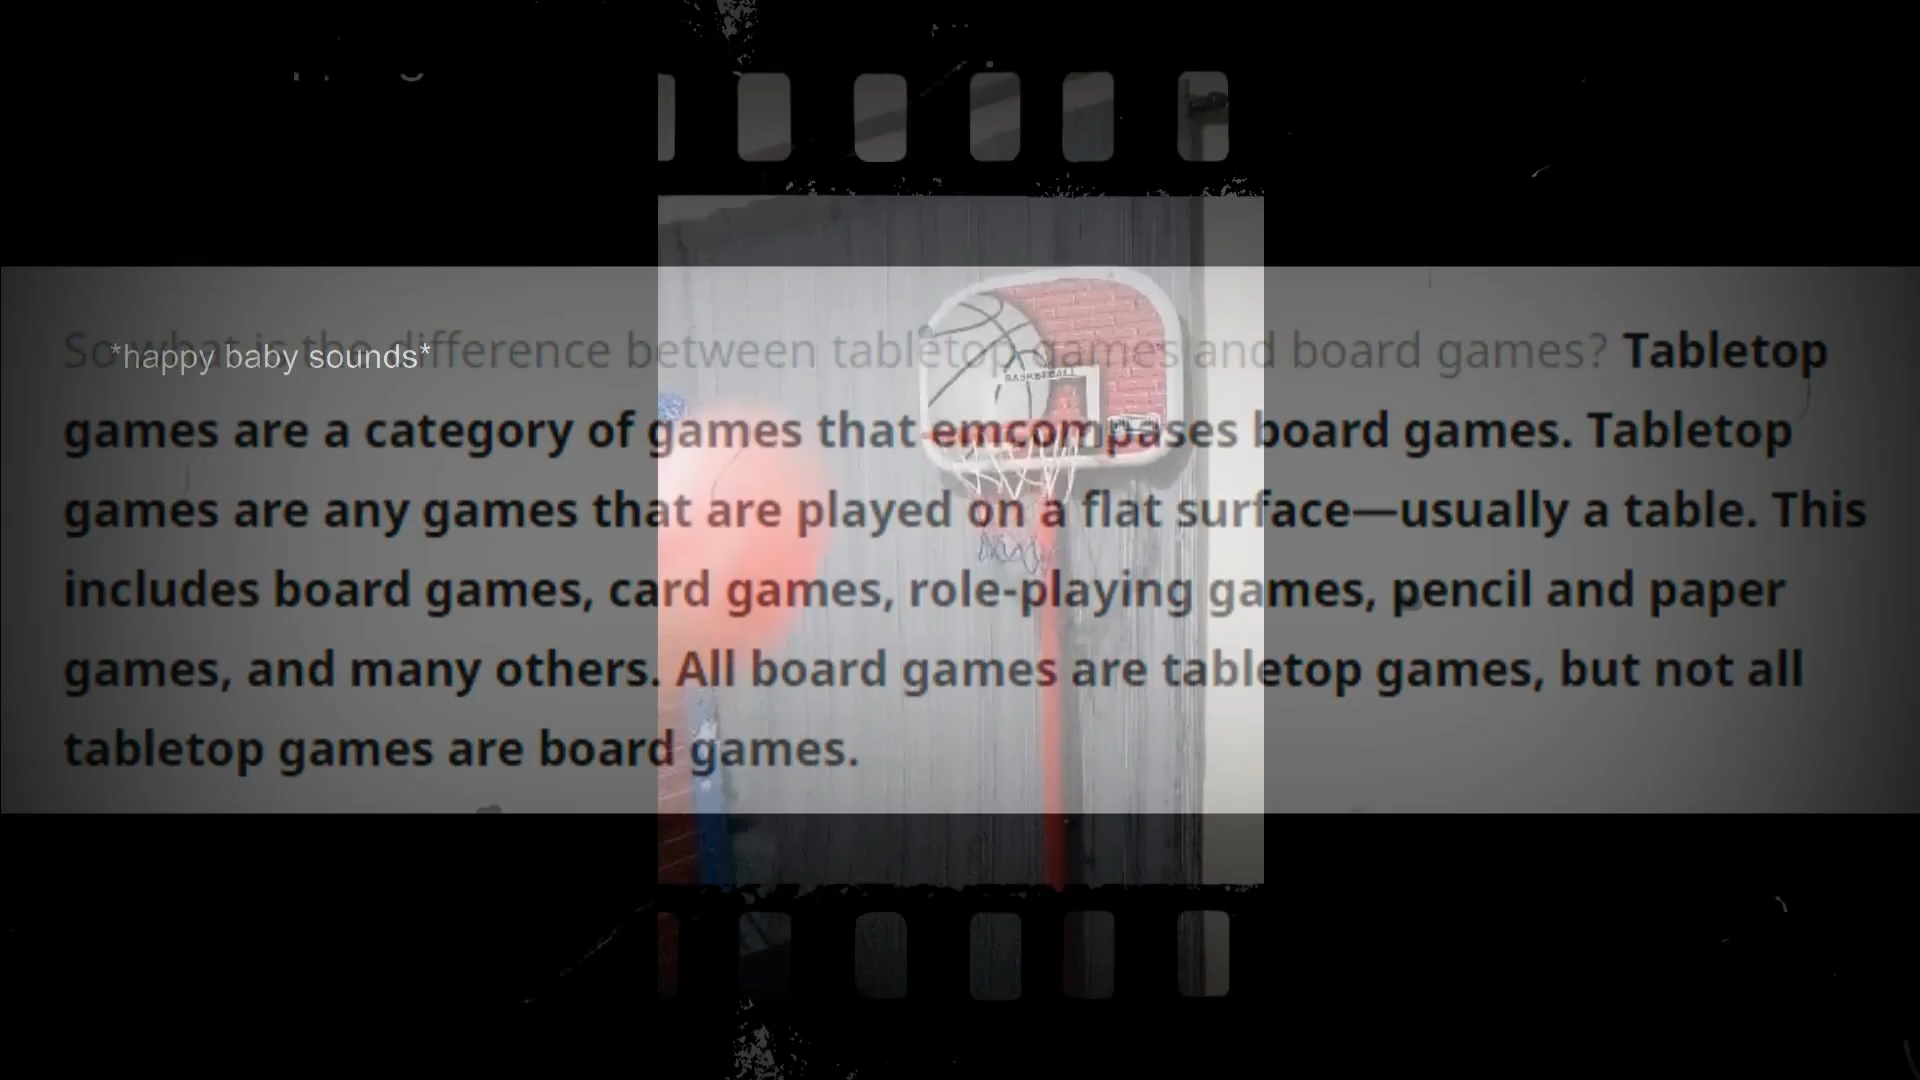 So what is the difference between tabletop games and board games? Tabletop
*happy baby sounds*
BASKETBALL
games are a category of games that emcompases board games. Tabletop
games are any games that are played on a flat surface—usually a table. This
includes board games, card games, role-playing games, pencil and paper
games, and many others. All board games are tabletop games, but not all
tabletop games are board games.